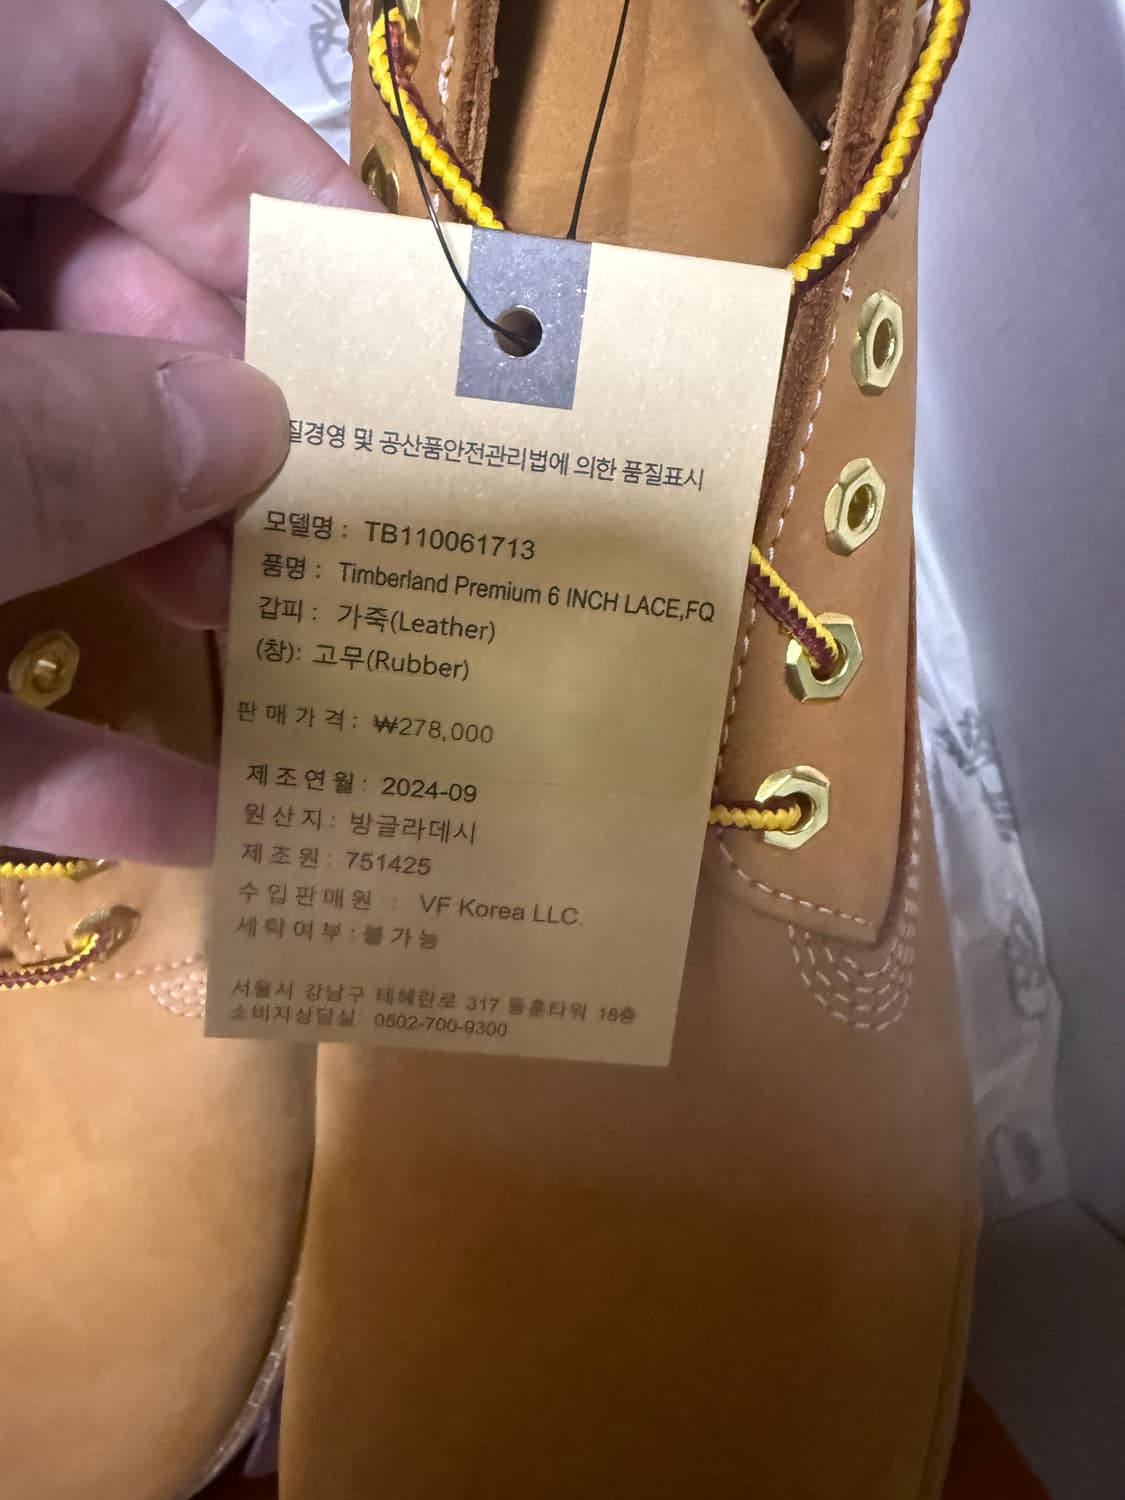 질경영 및 공산품안전관리법에 의한 품질표시
모델명 : TB110061713
품명 : Timberland Premium 6 INCH LACE,FQ
갑피 : 가죽(Leather)
(창): 고무(Rubber)
판매가격: ₩278,000
제조연월: 2024-09
원산지: 방글라데시
제조원: 751425
수입판매원 : VF Korea LLC.
세탁여부:불가능
서울시 강남구 테헤란로 317 동훈타워 18층
소비지상담실: 0502-700-9300